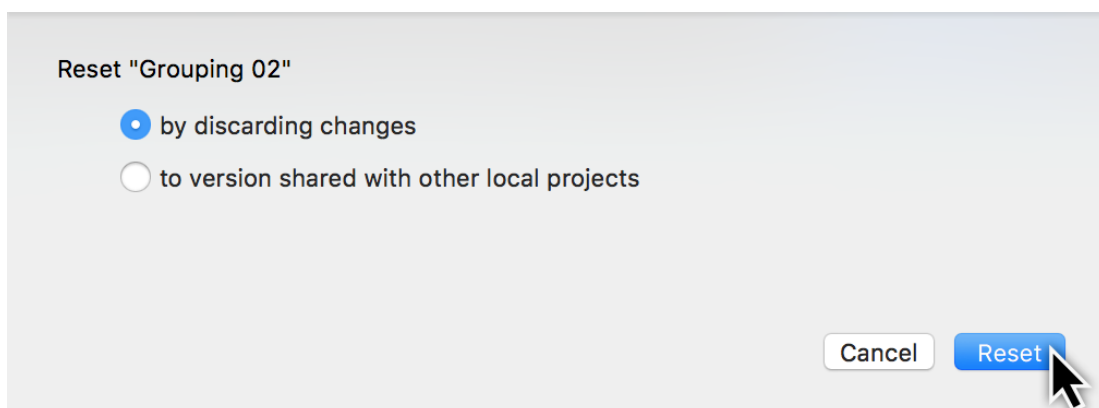 Reset "Grouping 02"
by discarding changes
to version shared with other local projects
Cancel Reset